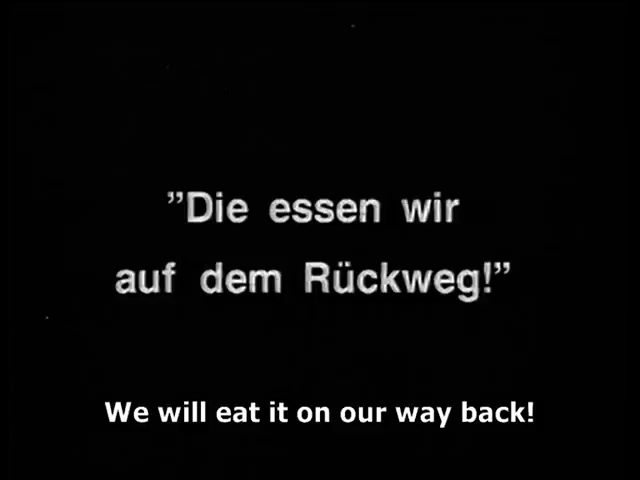 ”Die essen wir
auf dem Rückweg!”
We will eat it on our way back!